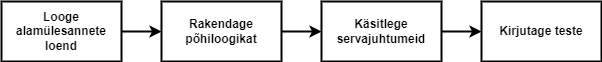 Looge
alamülesannete
loend
Rakendage
põhiloogikat
Käsitlege
servajuhtumeid
Kirjutage teste